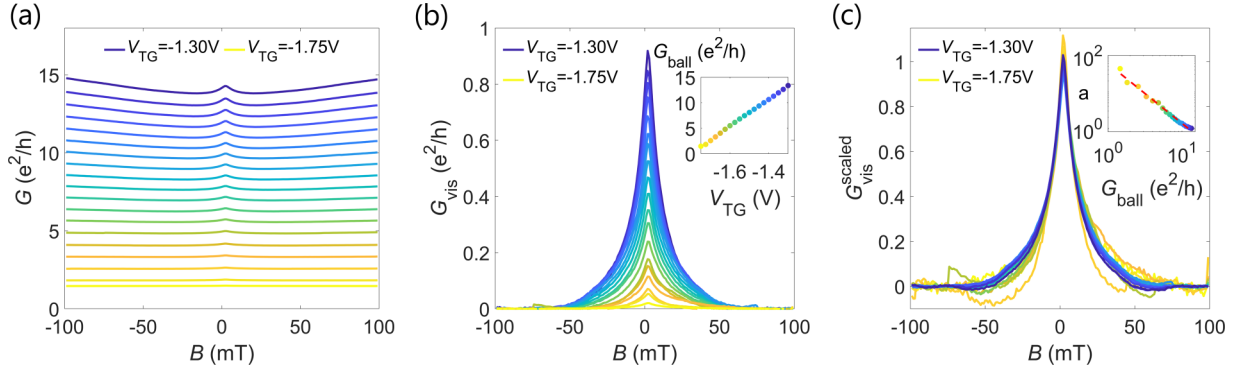 (a)
V_TG=-1.30V V_TG=-1.75V
G (e²/h)
15
10
5
0
-100 -50 0 50 100
B (mT)
(b)
V_TG=-1.30V
V_TG=-1.75V
G_vis (e²/h)
1
0.8
0.6
0.4
0.2
0
-100 -50 0 50 100
B (mT)
G_ball (e²/h)
15
10
5
0
-1.6 -1.4
V_TG (V)
(c)
V_TG=-1.30V
V_TG=-1.75V
G_vis^scaled
1
0.8
0.6
0.4
0.2
0
-100 -50 0 50 100
B (mT)
a
10²
10⁰
10⁰ 10¹
G_ball (e²/h)